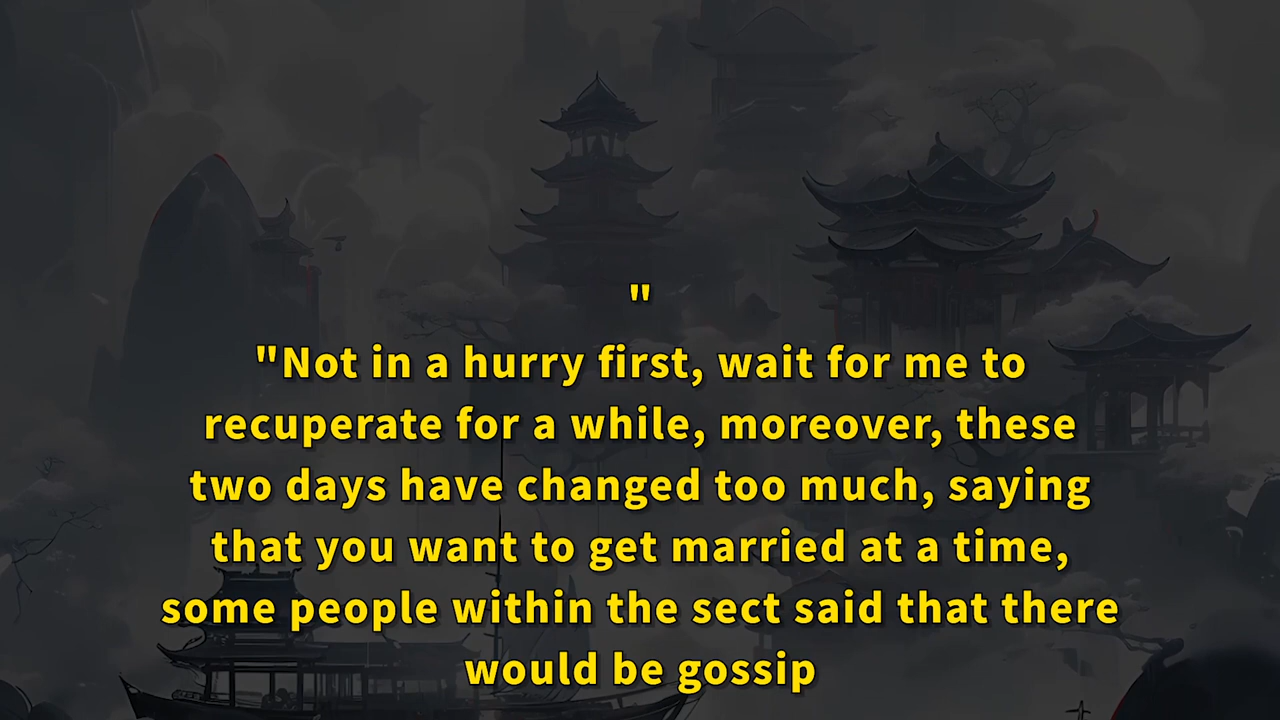 "
"Not in a hurry first, wait for me to
recuperate for a while, moreover, these
two days have changed too much, saying
that you want to get married at a time,
some people within the sect said that there
would be gossip